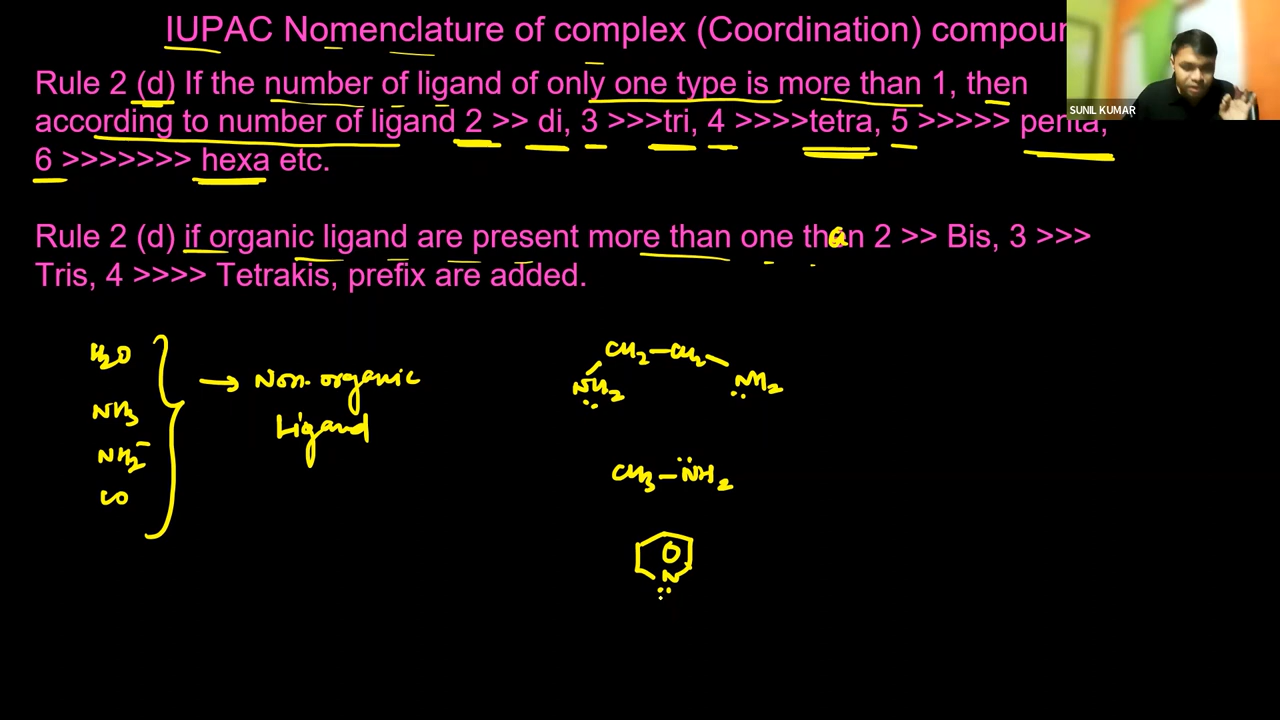 IUPAC Nomenclature of complex (Coordination) compoun
SUNIL KUMAR
Rule 2 (d) If the number of ligand of only one type is more than 1, then
according to number of ligand 2 >> di, 3 >>>tri, 4 >>>>tetra, 5 >>>>> penta,
6 >>>>>>> hexa etc.
Rule 2 (d) if organic ligand are present more than one than 2 >> Bis, 3 >>>
Tris, 4 >>>> Tetrakis, prefix are added.
H2O
NH3
NH2-
CO
→ Non-organic
Ligand
CH2-CH2
NH2 NH2
CH3-NH2
N